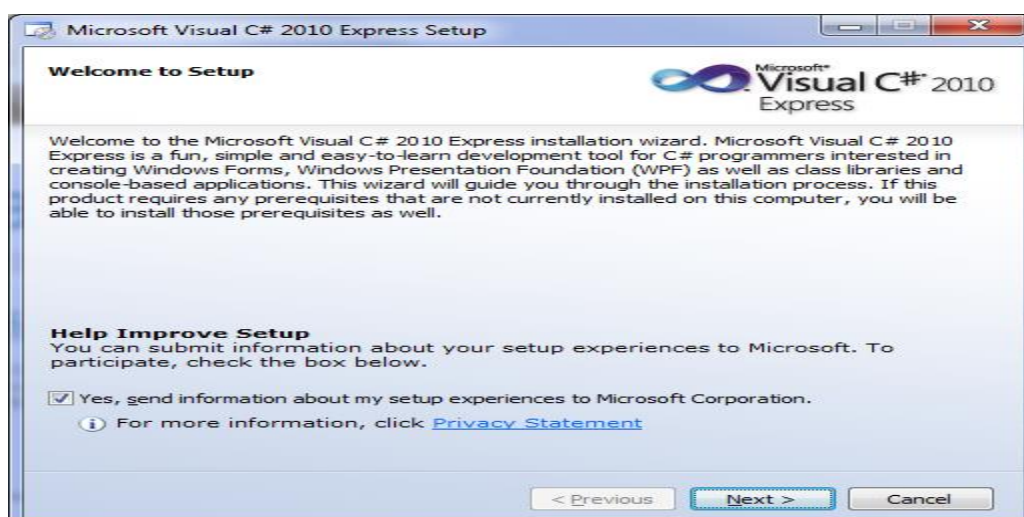 Microsoft Visual C# 2010 Express Setup
Welcome to Setup
Microsoft®
Visual C#® 2010
Express
Welcome to the Microsoft Visual C# 2010 Express installation wizard. Microsoft Visual C# 2010
Express is a fun, simple and easy-to-learn development tool for C# programmers interested in
creating Windows Forms, Windows Presentation Foundation (WPF) as well as class libraries and
console-based applications. This wizard will guide you through the installation process. If this
product requires any prerequisites that are not currently installed on this computer, you will be
able to install those prerequisites as well.
Help Improve Setup
You can submit information about your setup experiences to Microsoft. To
participate, check the box below.
Yes, send information about my setup experiences to Microsoft Corporation.
For more information, click Privacy Statement
< Previous Next > Cancel